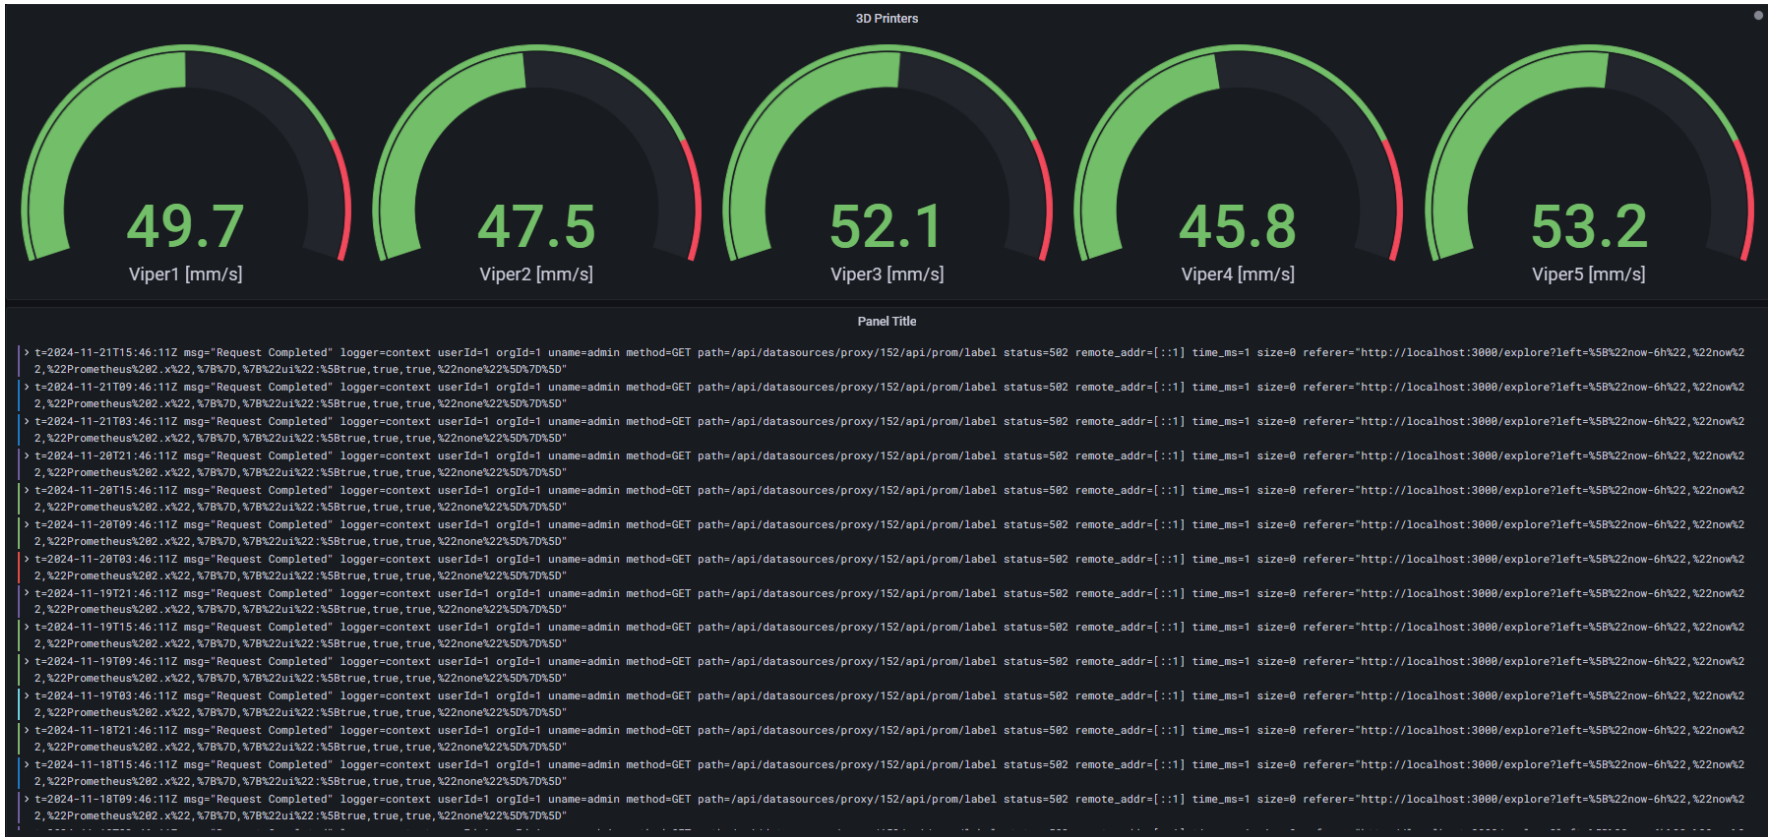 3D Printers
49.7
Viper1 [mm/s]
47.5
Viper2 [mm/s]
52.1
Viper3 [mm/s]
45.8
Viper4 [mm/s]
53.2
Viper5 [mm/s]
Panel Title
> t=2024-11-21T15:46:11Z msg="Request Completed" logger=context userId=1 orgId=1 uname=admin method=GET path=/api/datasources/proxy/152/api/prom/label status=502 remote_addr=[::1] time_ms=1 size=0 referer="http://localhost:3000/explore?left=%5B%22now-6h%22,%22now%2
2,%22Prometheus%202.x%22,%7B%7D,%7B%22ui%22:%5Btrue,true,true,%22none%22%5D%7D%5D"
> t=2024-11-21T09:46:11Z msg="Request Completed" logger=context userId=1 orgId=1 uname=admin method=GET path=/api/datasources/proxy/152/api/prom/label status=502 remote_addr=[::1] time_ms=1 size=0 referer="http://localhost:3000/explore?left=%5B%22now-6h%22,%22now%2
2,%22Prometheus%202.x%22,%7B%7D,%7B%22ui%22:%5Btrue,true,true,%22none%22%5D%7D%5D"
> t=2024-11-21T03:46:11Z msg="Request Completed" logger=context userId=1 orgId=1 uname=admin method=GET path=/api/datasources/proxy/152/api/prom/label status=502 remote_addr=[::1] time_ms=1 size=0 referer="http://localhost:3000/explore?left=%5B%22now-6h%22,%22now%2
2,%22Prometheus%202.x%22,%7B%7D,%7B%22ui%22:%5Btrue,true,true,%22none%22%5D%7D%5D"
> t=2024-11-20T21:46:11Z msg="Request Completed" logger=context userId=1 orgId=1 uname=admin method=GET path=/api/datasources/proxy/152/api/prom/label status=502 remote_addr=[::1] time_ms=1 size=0 referer="http://localhost:3000/explore?left=%5B%22now-6h%22,%22now%2
2,%22Prometheus%202.x%22,%7B%7D,%7B%22ui%22:%5Btrue,true,true,%22none%22%5D%7D%5D"
> t=2024-11-20T15:46:11Z msg="Request Completed" logger=context userId=1 orgId=1 uname=admin method=GET path=/api/datasources/proxy/152/api/prom/label status=502 remote_addr=[::1] time_ms=1 size=0 referer="http://localhost:3000/explore?left=%5B%22now-6h%22,%22now%2
2,%22Prometheus%202.x%22,%7B%7D,%7B%22ui%22:%5Btrue,true,true,%22none%22%5D%7D%5D"
> t=2024-11-20T09:46:11Z msg="Request Completed" logger=context userId=1 orgId=1 uname=admin method=GET path=/api/datasources/proxy/152/api/prom/label status=502 remote_addr=[::1] time_ms=1 size=0 referer="http://localhost:3000/explore?left=%5B%22now-6h%22,%22now%2
2,%22Prometheus%202.x%22,%7B%7D,%7B%22ui%22:%5Btrue,true,true,%22none%22%5D%7D%5D"
> t=2024-11-20T03:46:11Z msg="Request Completed" logger=context userId=1 orgId=1 uname=admin method=GET path=/api/datasources/proxy/152/api/prom/label status=502 remote_addr=[::1] time_ms=1 size=0 referer="http://localhost:3000/explore?left=%5B%22now-6h%22,%22now%2
2,%22Prometheus%202.x%22,%7B%7D,%7B%22ui%22:%5Btrue,true,true,%22none%22%5D%7D%5D"
> t=2024-11-19T21:46:11Z msg="Request Completed" logger=context userId=1 orgId=1 uname=admin method=GET path=/api/datasources/proxy/152/api/prom/label status=502 remote_addr=[::1] time_ms=1 size=0 referer="http://localhost:3000/explore?left=%5B%22now-6h%22,%22now%2
2,%22Prometheus%202.x%22,%7B%7D,%7B%22ui%22:%5Btrue,true,true,%22none%22%5D%7D%5D"
> t=2024-11-19T15:46:11Z msg="Request Completed" logger=context userId=1 orgId=1 uname=admin method=GET path=/api/datasources/proxy/152/api/prom/label status=502 remote_addr=[::1] time_ms=1 size=0 referer="http://localhost:3000/explore?left=%5B%22now-6h%22,%22now%2
2,%22Prometheus%202.x%22,%7B%7D,%7B%22ui%22:%5Btrue,true,true,%22none%22%5D%7D%5D"
> t=2024-11-19T09:46:11Z msg="Request Completed" logger=context userId=1 orgId=1 uname=admin method=GET path=/api/datasources/proxy/152/api/prom/label status=502 remote_addr=[::1] time_ms=1 size=0 referer="http://localhost:3000/explore?left=%5B%22now-6h%22,%22now%2
2,%22Prometheus%202.x%22,%7B%7D,%7B%22ui%22:%5Btrue,true,true,%22none%22%5D%7D%5D"
> t=2024-11-19T03:46:11Z msg="Request Completed" logger=context userId=1 orgId=1 uname=admin method=GET path=/api/datasources/proxy/152/api/prom/label status=502 remote_addr=[::1] time_ms=1 size=0 referer="http://localhost:3000/explore?left=%5B%22now-6h%22,%22now%2
2,%22Prometheus%202.x%22,%7B%7D,%7B%22ui%22:%5Btrue,true,true,%22none%22%5D%7D%5D"
> t=2024-11-18T21:46:11Z msg="Request Completed" logger=context userId=1 orgId=1 uname=admin method=GET path=/api/datasources/proxy/152/api/prom/label status=502 remote_addr=[::1] time_ms=1 size=0 referer="http://localhost:3000/explore?left=%5B%22now-6h%22,%22now%2
2,%22Prometheus%202.x%22,%7B%7D,%7B%22ui%22:%5Btrue,true,true,%22none%22%5D%7D%5D"
> t=2024-11-18T15:46:11Z msg="Request Completed" logger=context userId=1 orgId=1 uname=admin method=GET path=/api/datasources/proxy/152/api/prom/label status=502 remote_addr=[::1] time_ms=1 size=0 referer="http://localhost:3000/explore?left=%5B%22now-6h%22,%22now%2
2,%22Prometheus%202.x%22,%7B%7D,%7B%22ui%22:%5Btrue,true,true,%22none%22%5D%7D%5D"
> t=2024-11-18T09:46:11Z msg="Request Completed" logger=context userId=1 orgId=1 uname=admin method=GET path=/api/datasources/proxy/152/api/prom/label status=502 remote_addr=[::1] time_ms=1 size=0 referer="http://localhost:3000/explore?left=%5B%22now-6h%22,%22now%2
2,%22Prometheus%202.x%22,%7B%7D,%7B%22ui%22:%5Btrue,true,true,%22none%22%5D%7D%5D"